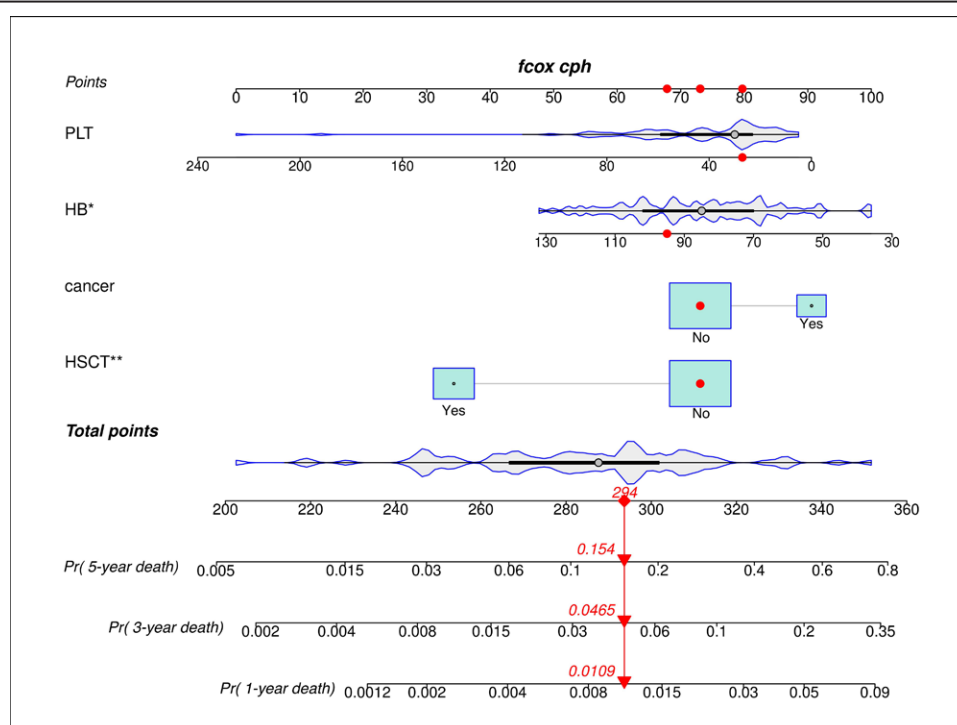 fcox cph
Points
0 10 20 30 40 50 60 70 80 90 100
PLT
240 200 160 120 80 40 0
HB*
130 110 90 70 50 30
cancer
No Yes
HSCT**
Yes No
Total points
294
200 220 240 260 280 300 320 340 360
0.154
Pr( 5-year death)
0.005 0.015 0.03 0.06 0.1 0.2 0.4 0.6 0.8
0.0465
Pr( 3-year death)
0.002 0.004 0.008 0.015 0.03 0.06 0.1 0.2 0.35
0.0109
Pr( 1-year death)
0.0012 0.002 0.004 0.008 0.015 0.03 0.05 0.09